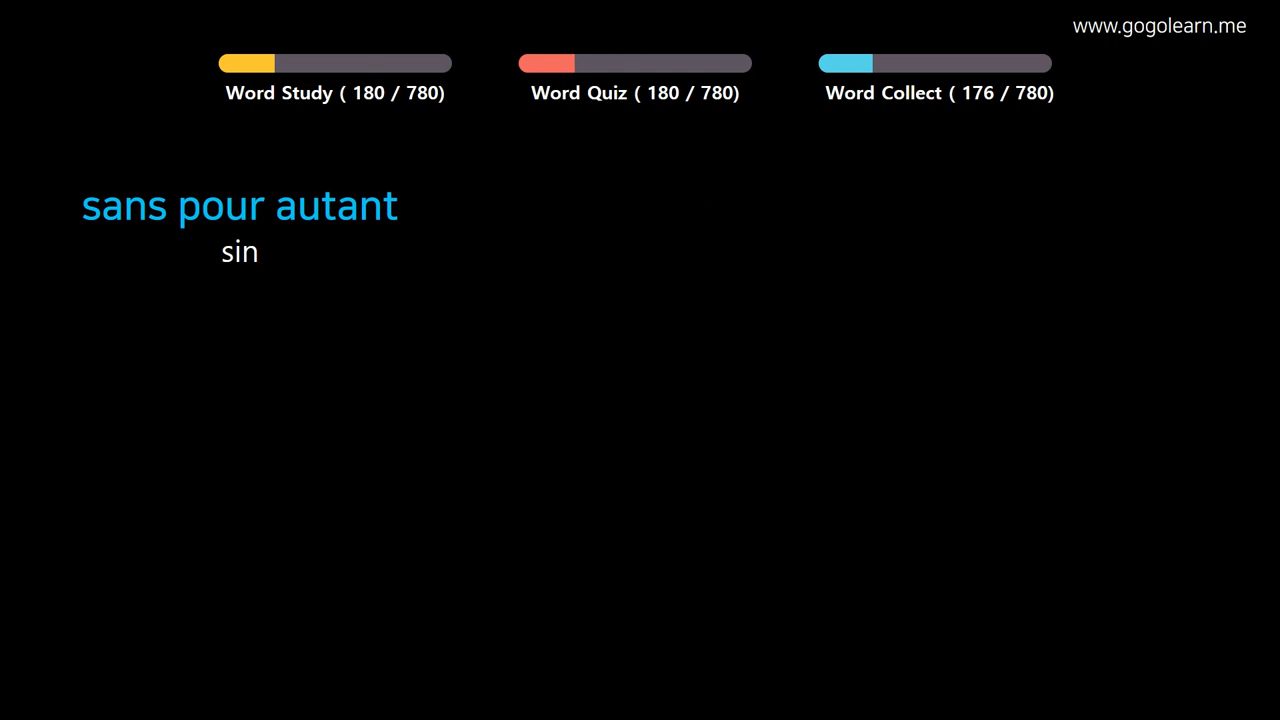 www.gogolearn.me
Word Study ( 180 / 780)
Word Quiz ( 180 / 780)
Word Collect ( 176 / 780)
sans pour autant
sin